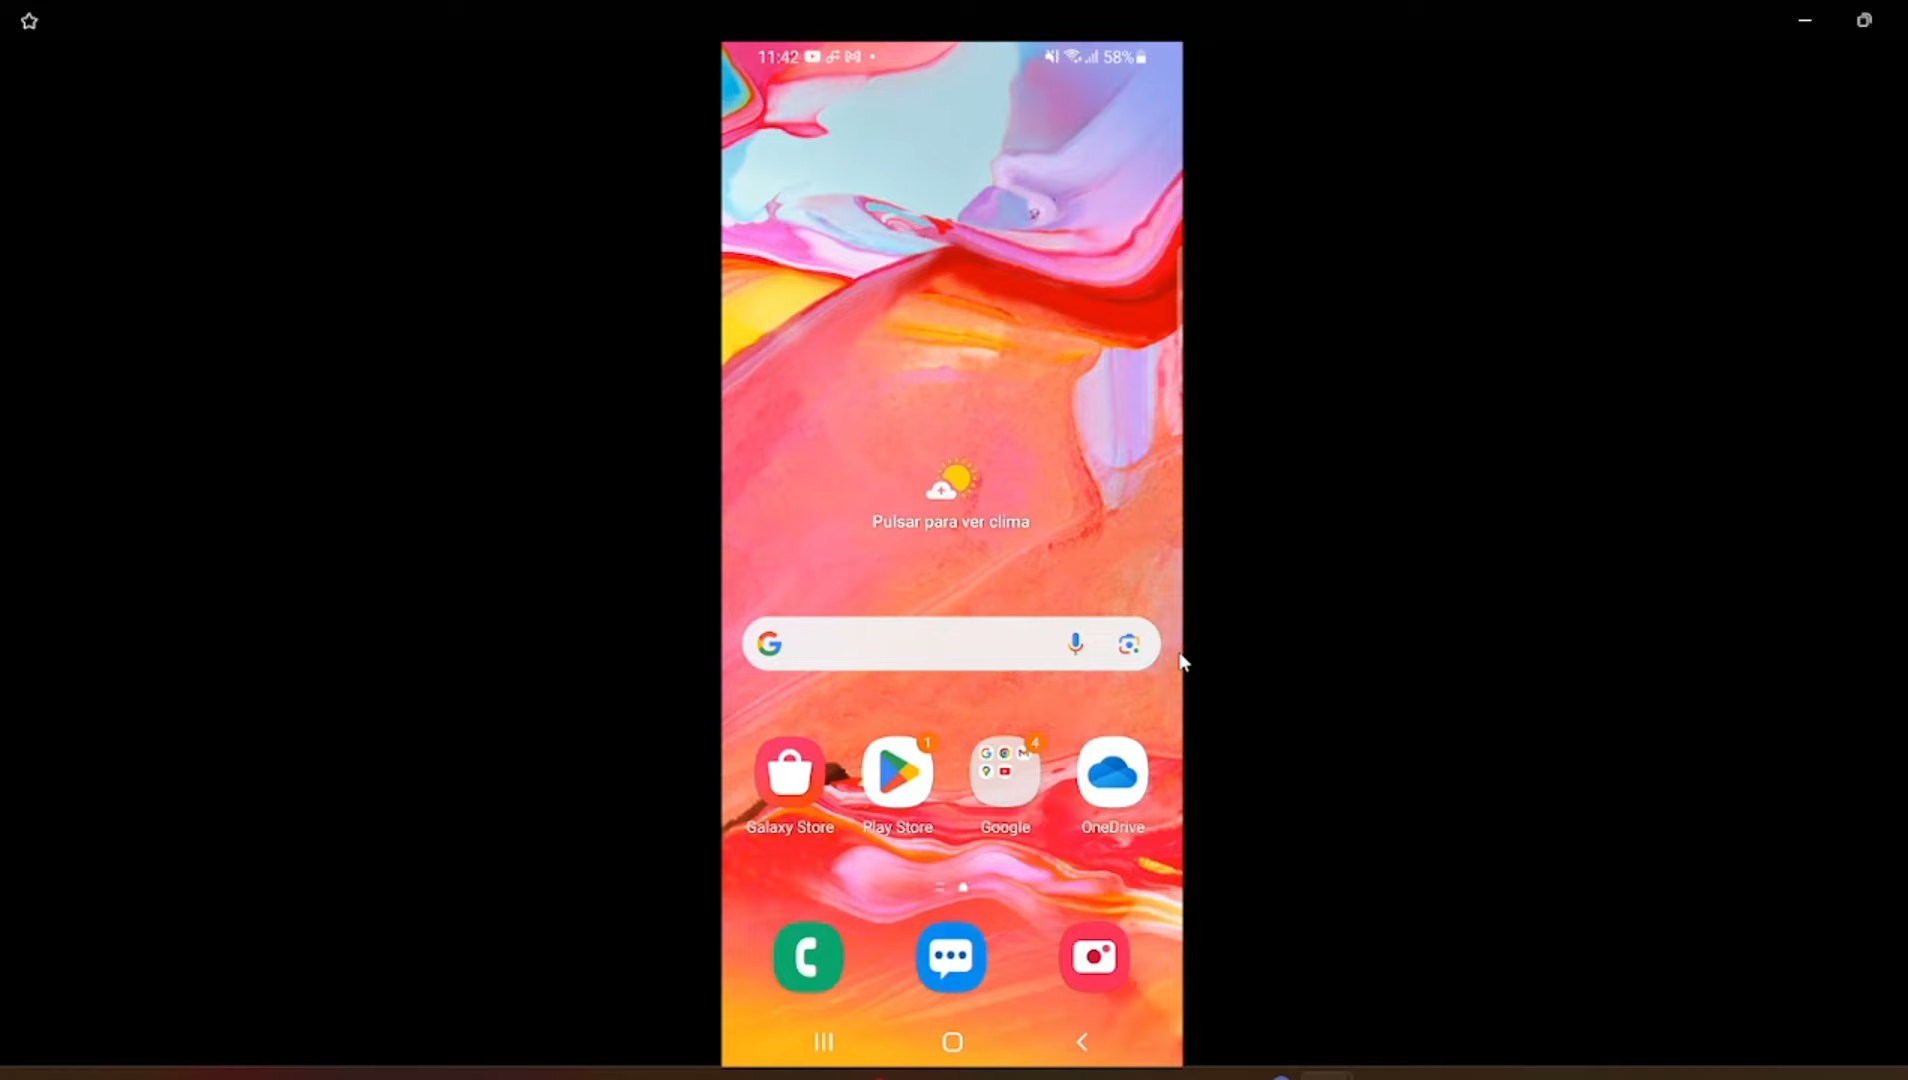 11:42
58%
Pulsar para ver clima
1
4
Galaxy Store
Play Store
Google
OneDrive